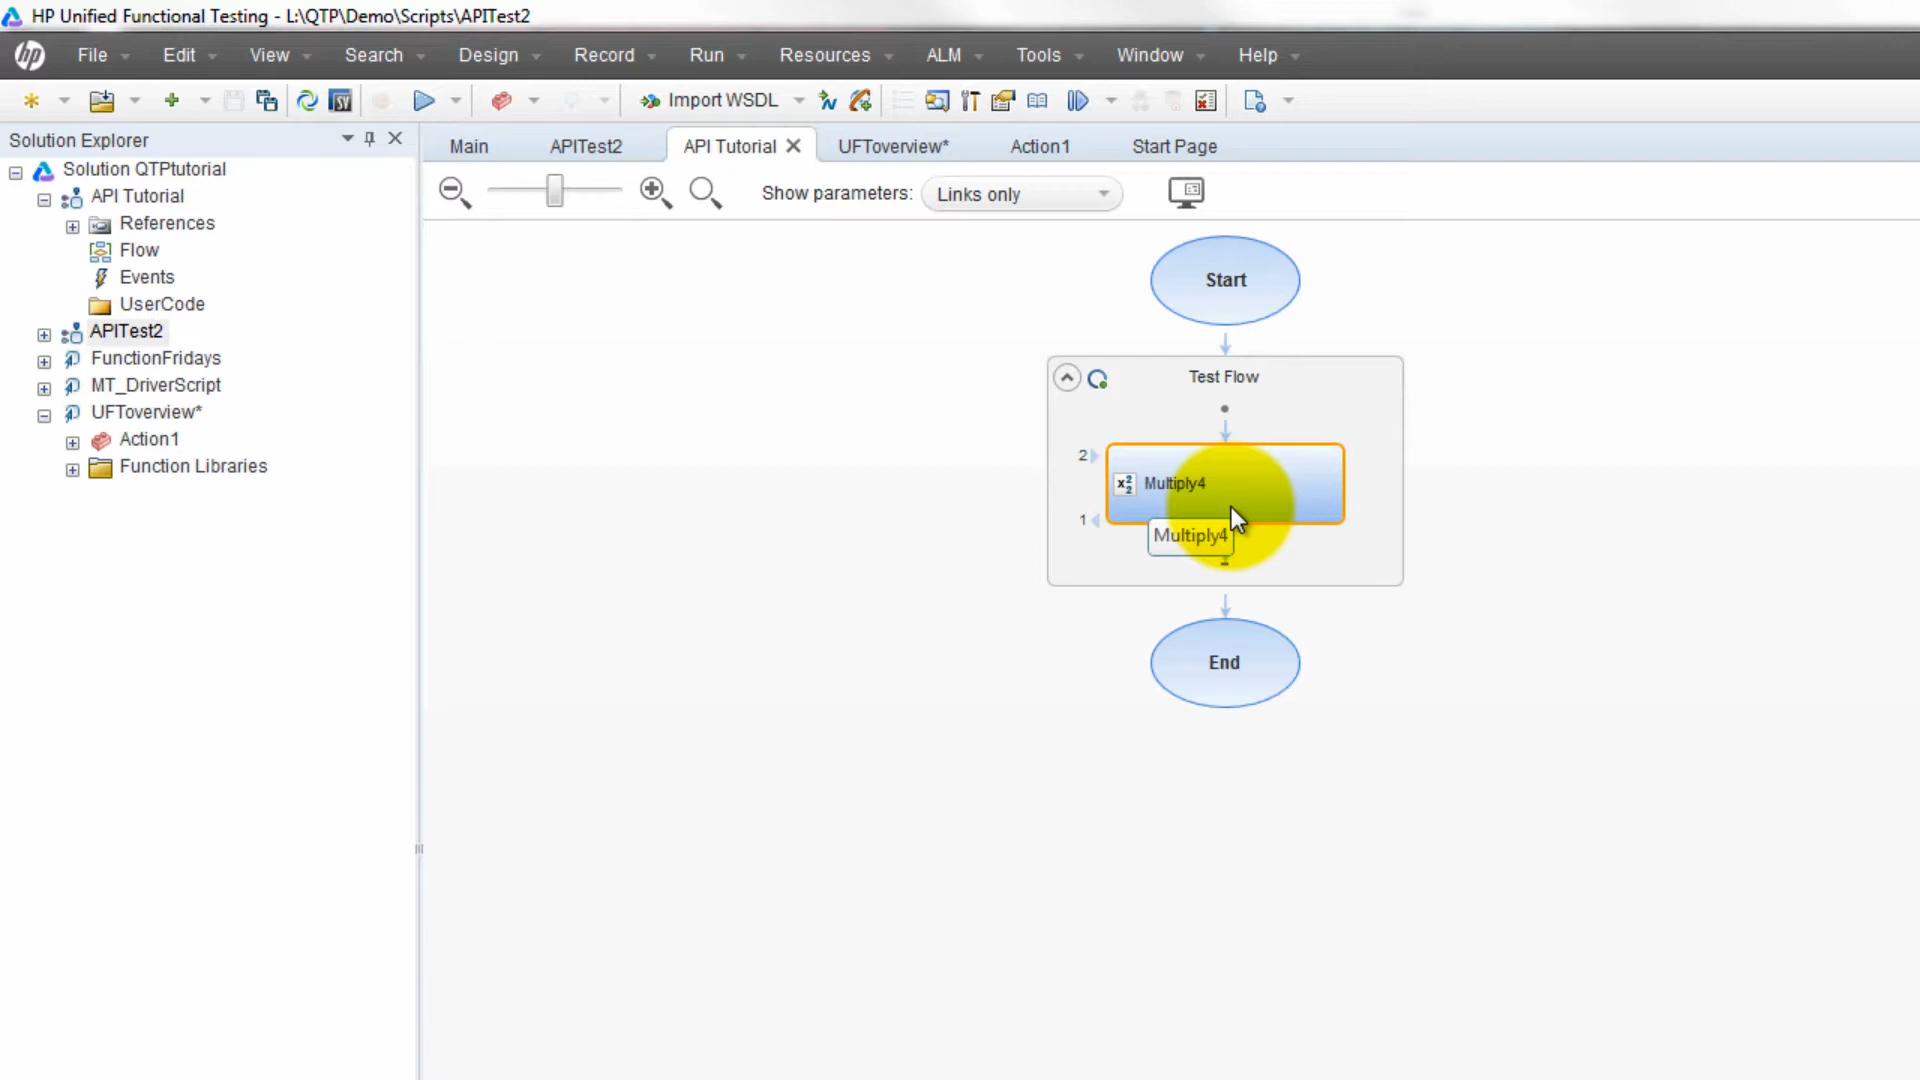 HP Unified Functional Testing - L:\QTP\Demo\Scripts\APITest2
hp File Edit View Search Design Record Run Resources ALM Tools Window Help
SV Import WSDL
Solution Explorer
Main APITest2 API Tutorial UFToverview* Action1 Start Page
Solution QTPtutorial
API Tutorial
References
Flow
Events
UserCode
APITest2
FunctionFridays
MT_DriverScript
UFToverview*
Action1
Function Libraries
Show parameters: Links only
Start
Test Flow
2
x² Multiply4
1
Multiply4
End